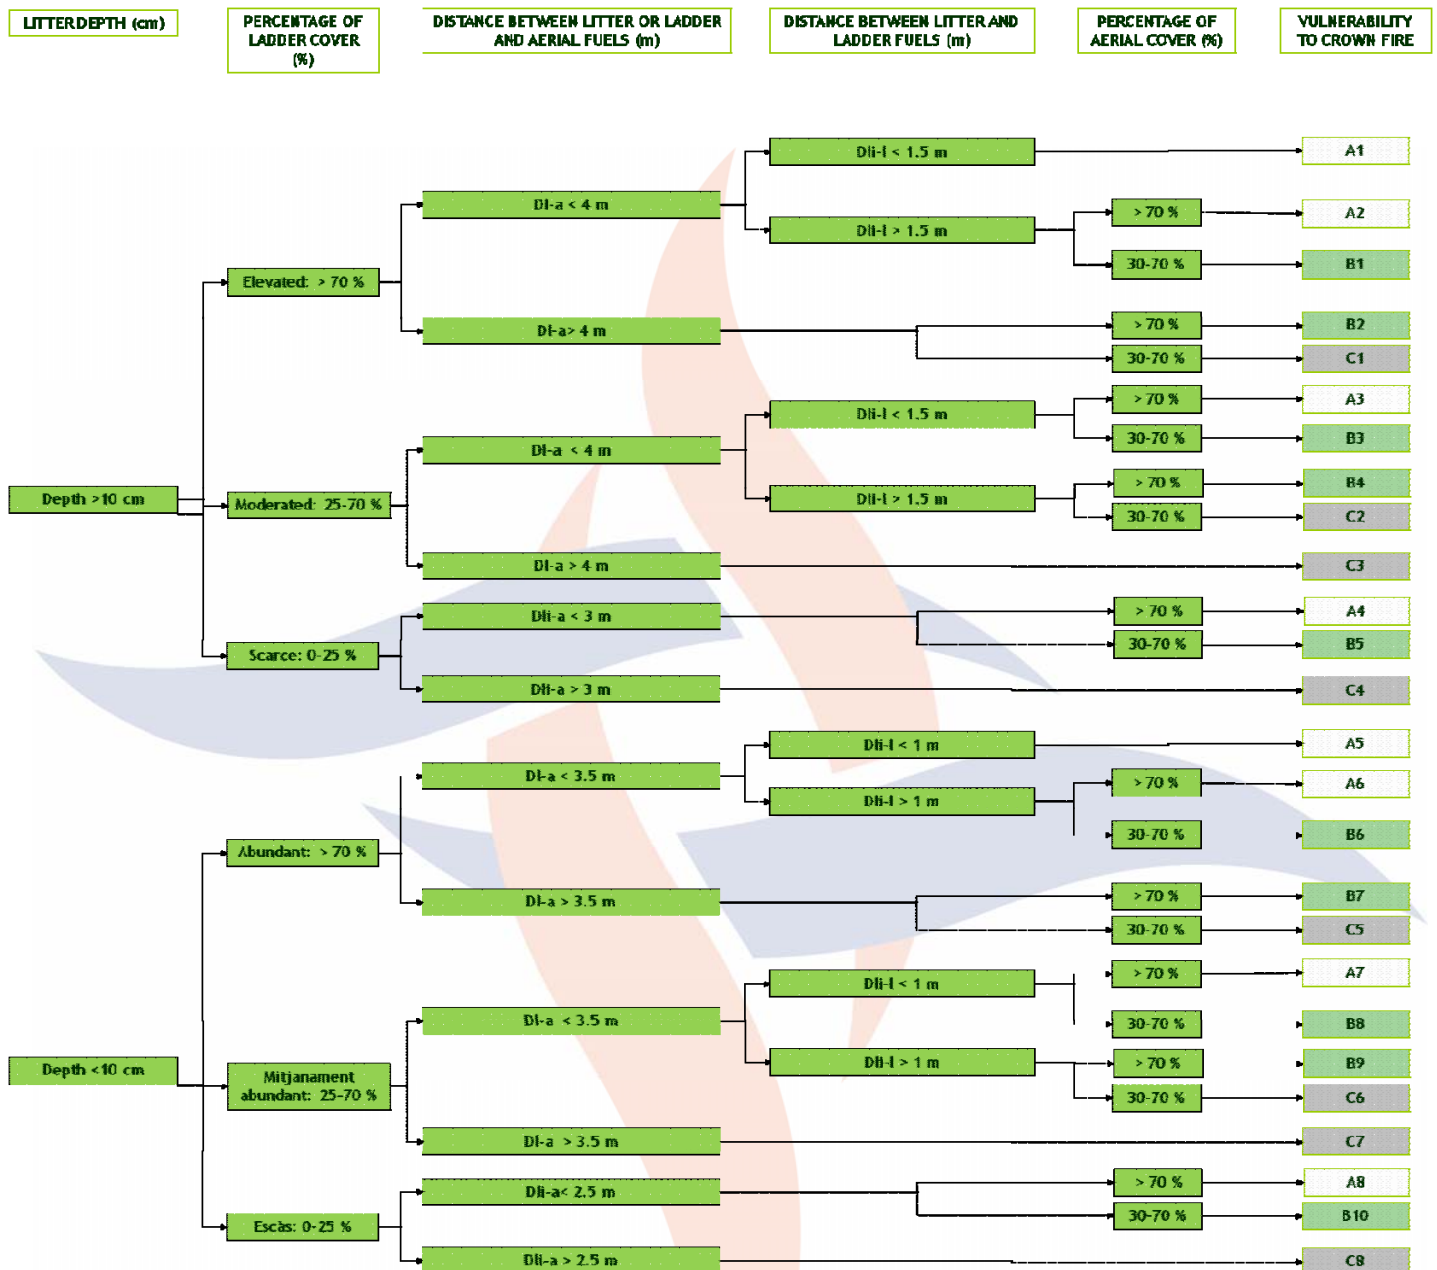 LITTER DEPTH (cm)
PERCENTAGE OF
LADDER COVER
(%)
DISTANCE BETWEEN LITTER OR LADDER
AND AERIAL FUELS (m)
DISTANCE BETWEEN LITTER AND
LADDER FUELS (m)
PERCENTAGE OF
AERIAL COVER (%)
VULNERABILITY
TO CROWN FIRE
Dli-l < 1.5 m
A1
Dl-a < 4 m
> 70 %
A2
Dli-l > 1.5 m
30-70 %
B1
Elevated: > 70 %
Dl-a> 4 m
> 70 %
B2
30-70 %
C1
> 70 %
A3
Dli-l < 1.5 m
30-70 %
B3
Dl-a < 4 m
> 70 %
B4
Depth >10 cm
Moderated: 25-70 %
Dli-l > 1.5 m
30-70 %
C2
Dl-a > 4 m
C3
Dli-a < 3 m
> 70 %
A4
30-70 %
B5
Scarce: 0-25 %
Dli-a > 3 m
C4
Dli-l < 1 m
A5
Dl-a < 3.5 m
> 70 %
A6
Dli-l > 1 m
30-70 %
B6
Abundant: > 70 %
Dl-a > 3.5 m
> 70 %
B7
30-70 %
C5
> 70 %
A7
Dli-l < 1 m
Dl-a < 3.5 m
30-70 %
B8
Dli-l > 1 m
> 70 %
B9
Depth <10 cm
Mitjanament
abundant: 25-70 %
30-70 %
C6
Dl-a > 3.5 m
C7
Dli-a< 2.5 m
> 70 %
A8
30-70 %
B10
Escàs: 0-25 %
Dli-a > 2.5 m
C8